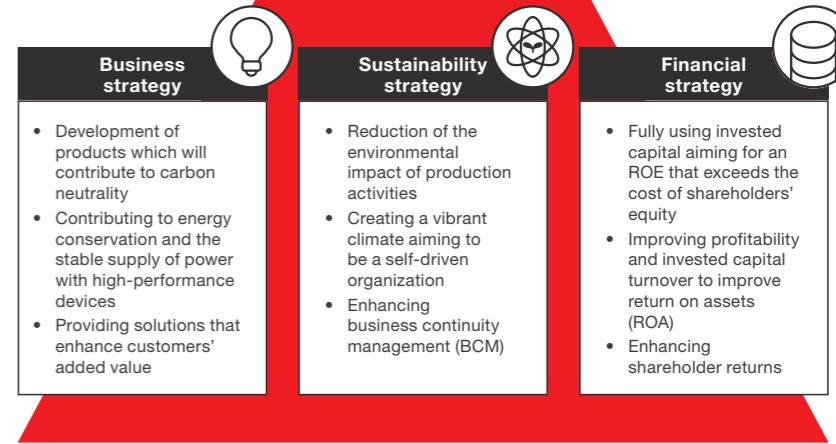 Business
strategy
• Development of
products which will
contribute to carbon
neutrality
• Contributing to energy
conservation and the
stable supply of power
with high-performance
devices
• Providing solutions that
enhance customers’
added value
Sustainability
strategy
• Reduction of the
environmental
impact of production
activities
• Creating a vibrant
climate aiming to
be a self-driven
organization
• Enhancing
business continuity
management (BCM)
Financial
strategy
• Fully using invested
capital aiming for an
ROE that exceeds the
cost of shareholders’
equity
• Improving profitability
and invested capital
turnover to improve
return on assets
(ROA)
• Enhancing
shareholder returns